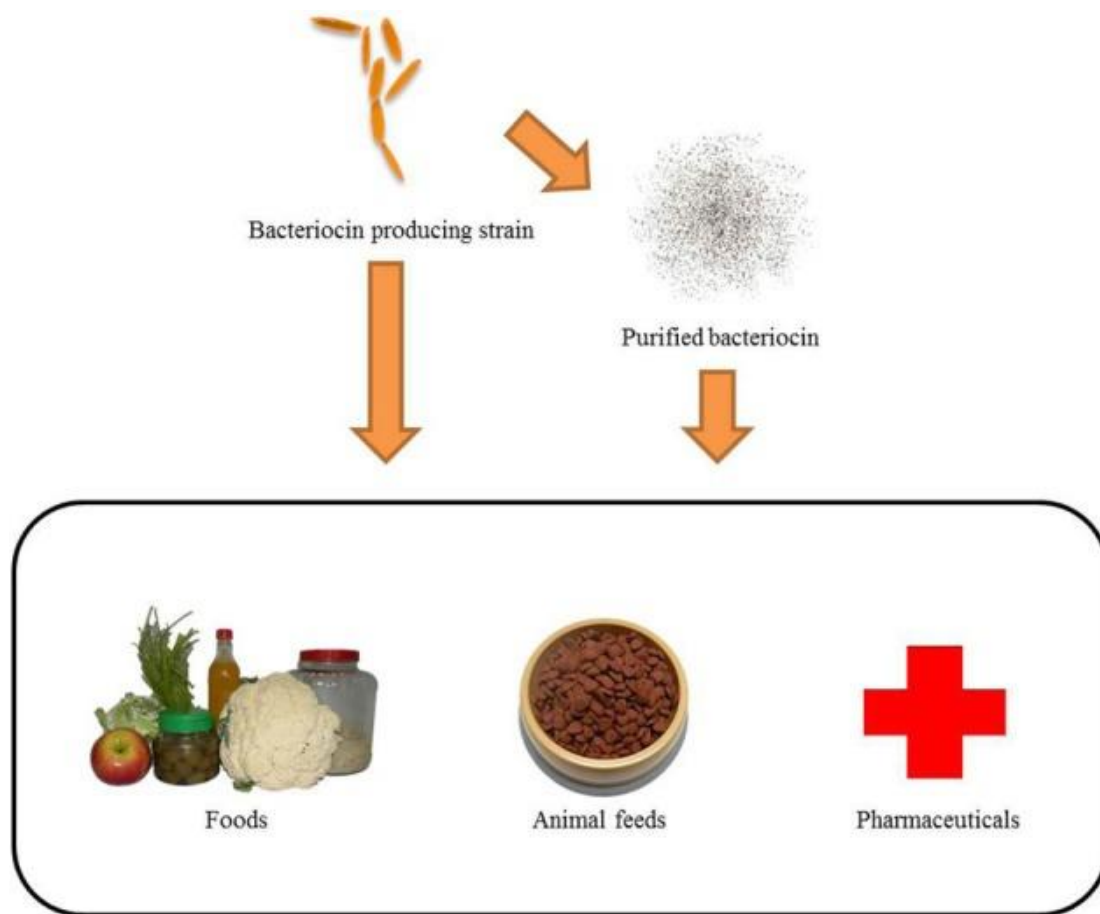 Bacteriocin producing strain
Purified bacteriocin
Foods
Animal feeds
Pharmaceuticals